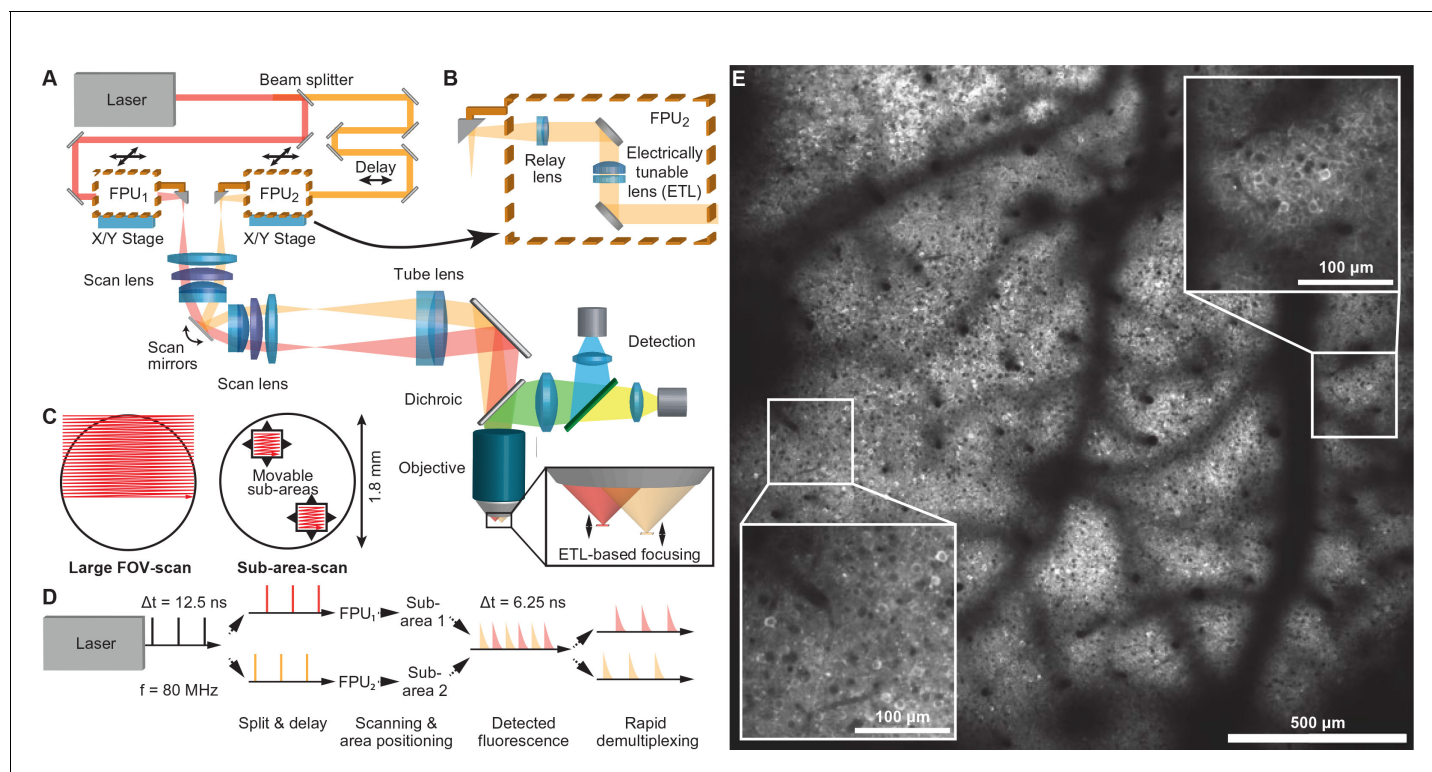 A
Laser
Beam splitter
FPU1
FPU2
Delay
X/Y Stage
X/Y Stage
Scan lens
Tube lens
Scan
mirrors
Scan lens
Detection
Dichroic
Objective
ETL-based focusing
B
FPU2
Relay
lens
Electrically
tunable
lens (ETL)
C
Movable
sub-areas
1.8 mm
Large FOV-scan
Sub-area-scan
D
Laser
Δt = 12.5 ns
f = 80 MHz
FPU1
Sub-
area 1
FPU2
Sub-
area 2
Δt = 6.25 ns
Split & delay
Scanning &
area positioning
Detected
fluorescence
Rapid
demultiplexing
E
100 µm
100 µm
500 µm